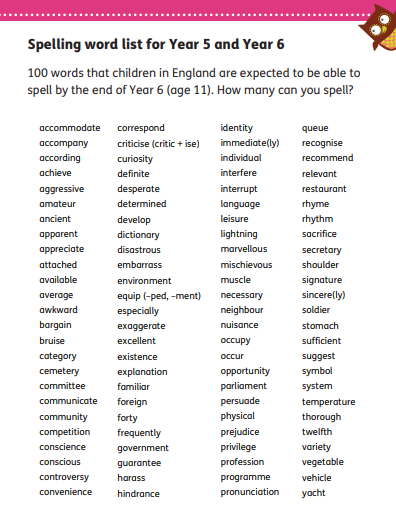 Spelling word list for Year 5 and Year 6
100 words that children in England are expected to be able to
spell by the end of Year 6 (age 11). How many can you spell?
accommodate
accompany
according
achieve
aggressive
amateur
ancient
apparent
appreciate
attached
available
average
awkward
bargain
bruise
category
cemetery
committee
communicate
community
competition
conscience
conscious
controversy
convenience
correspond
criticise (critic + ise)
curiosity
definite
desperate
determined
develop
dictionary
disastrous
embarrass
environment
equip (–ped, –ment)
especially
exaggerate
excellent
existence
explanation
familiar
foreign
forty
frequently
government
guarantee
harass
hindrance
identity
immediate(ly)
individual
interfere
interrupt
language
leisure
lightning
marvellous
mischievous
muscle
necessary
neighbour
nuisance
occupy
occur
opportunity
parliament
persuade
physical
prejudice
privilege
profession
programme
pronunciation
queue
recognise
recommend
relevant
restaurant
rhyme
rhythm
sacrifice
secretary
shoulder
signature
sincere(ly)
soldier
stomach
sufficient
suggest
symbol
system
temperature
thorough
twelfth
variety
vegetable
vehicle
yacht